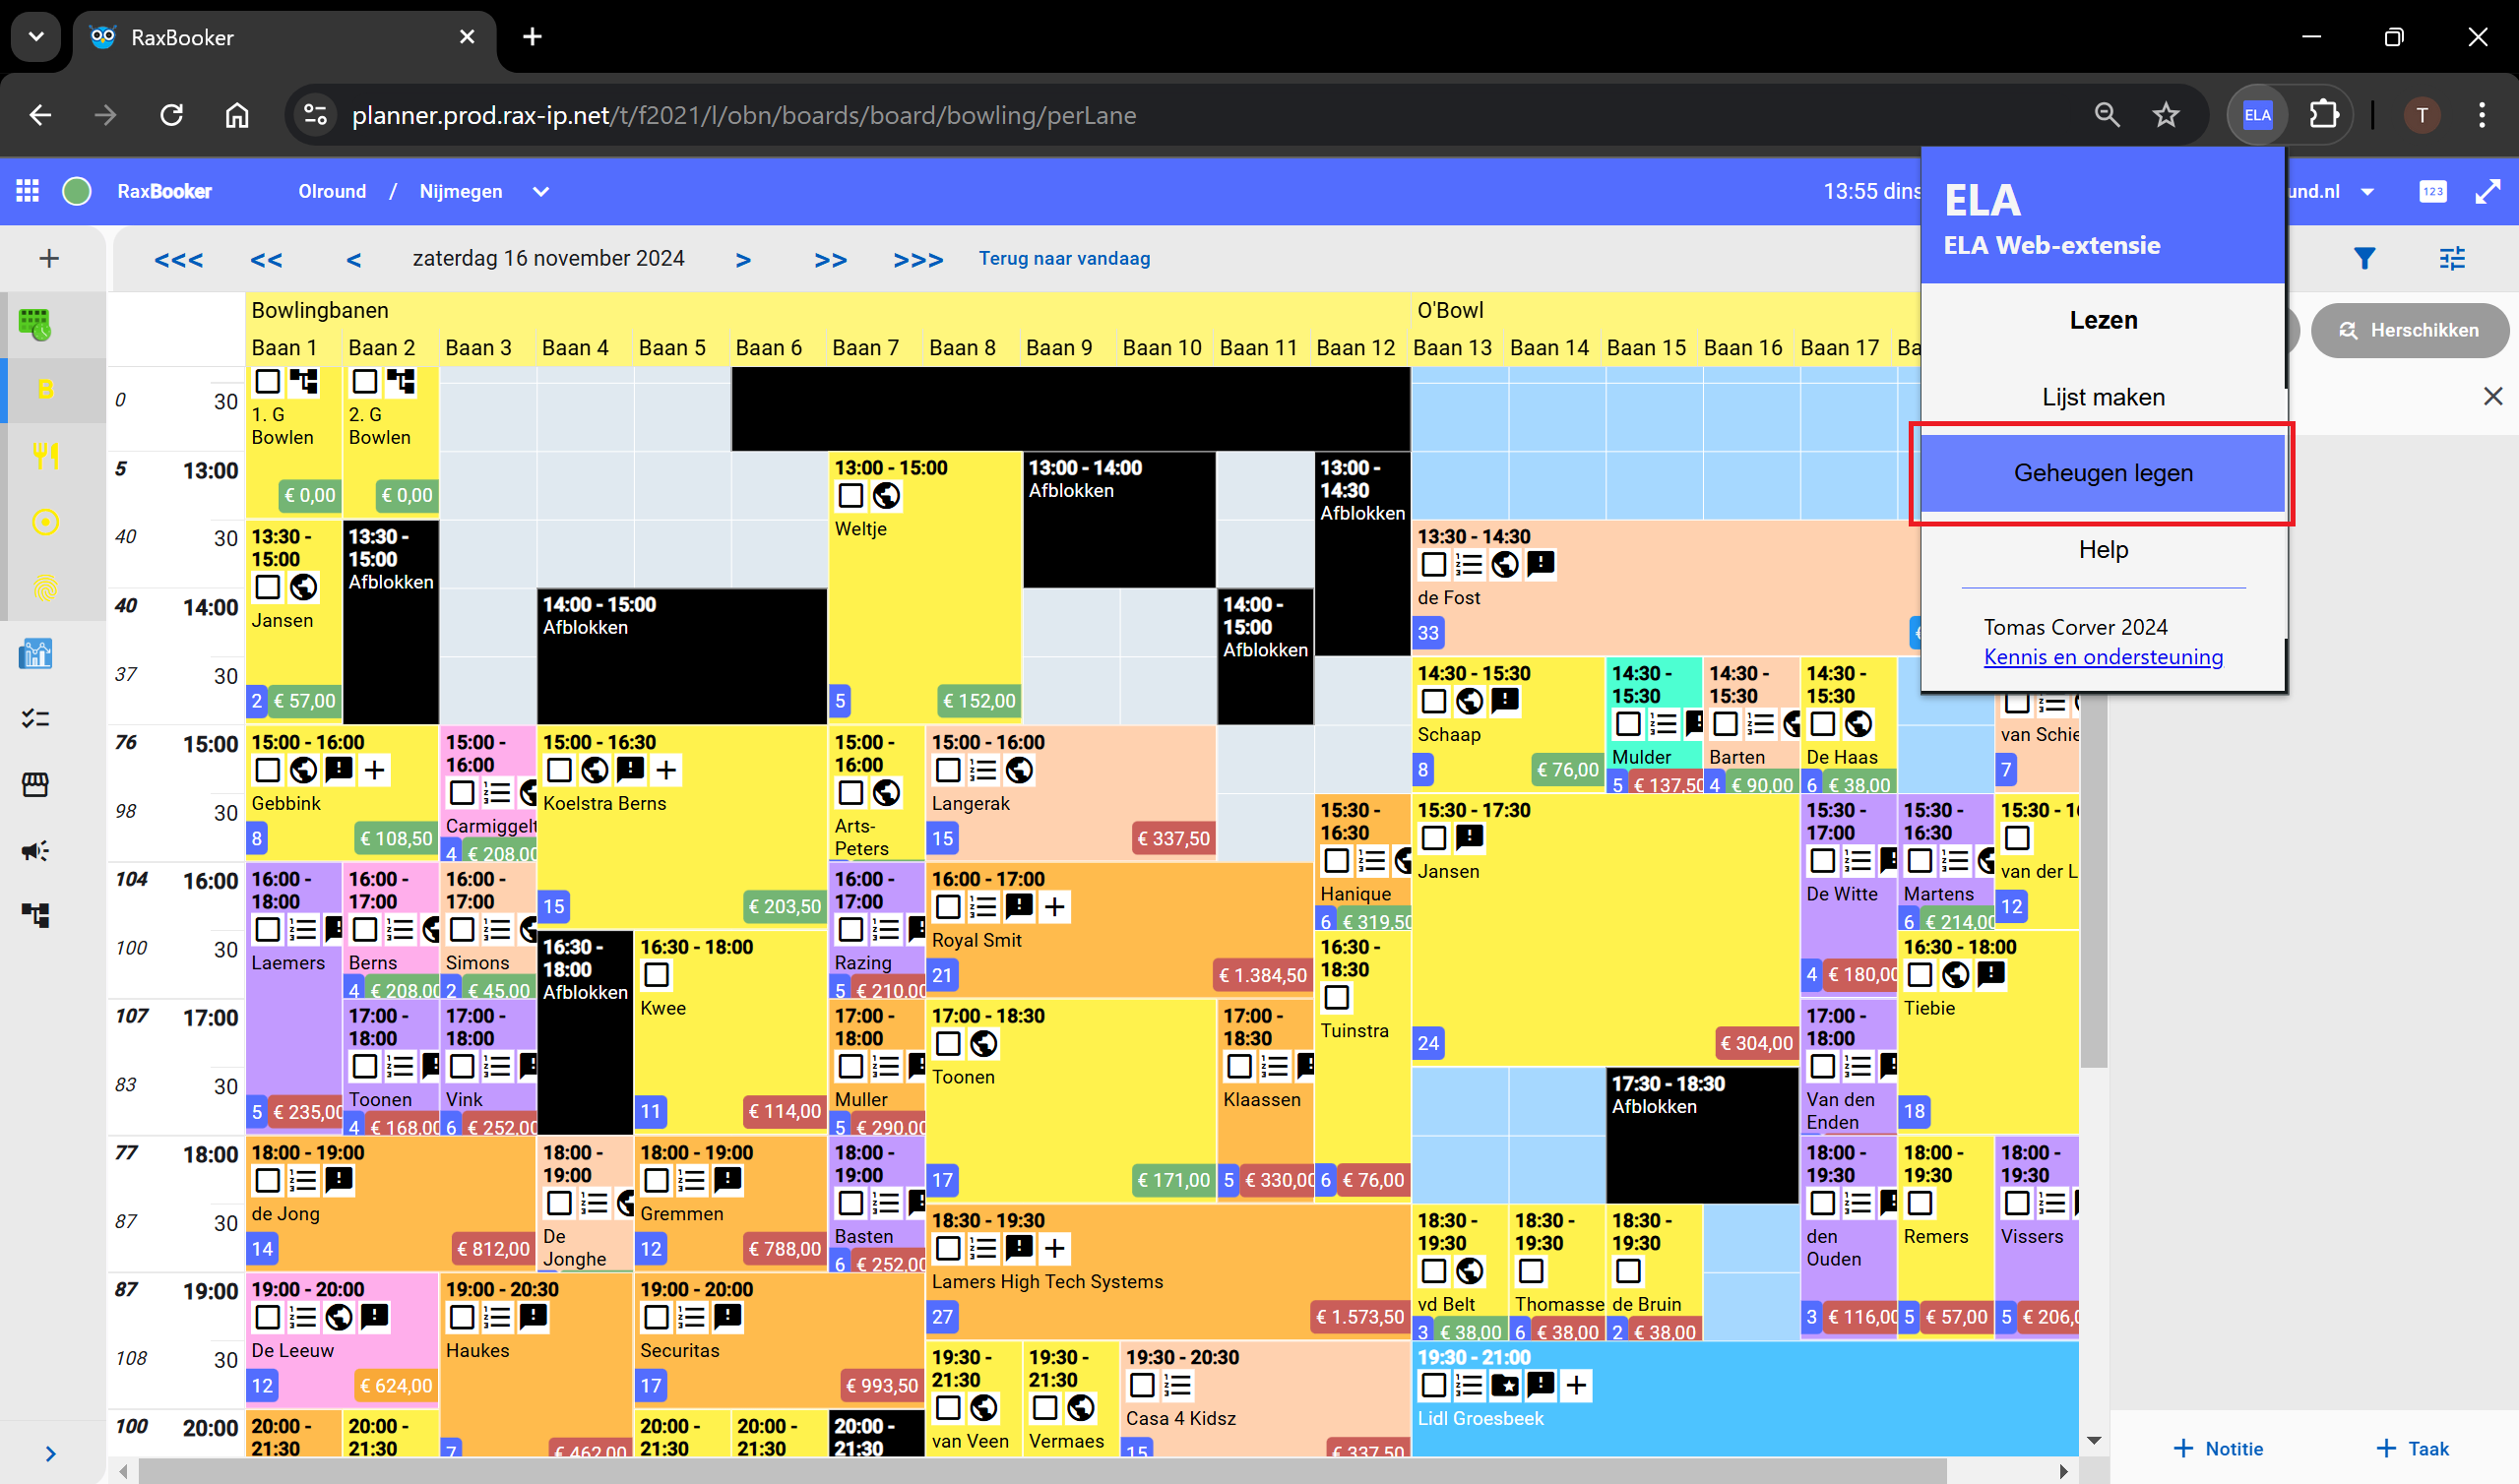 RaxBooker
planner.prod.rax-ip.net/t/f2021/l/obn/boards/board/bowling/perLane
ELA
T
RaxBooker
Olround / Nijmegen
13:55 dins
und.nl
123
<<< << < zaterdag 16 november 2024 > >> >>> Terug naar vandaag
ELA
ELA Web-extensie
Lezen
Lijst maken
Geheugen legen
Help
Tomas Corver 2024
Kennis en ondersteuning
Herschikken
B
Bowlingbanen
O'Bowl
Baan 1 Baan 2 Baan 3 Baan 4 Baan 5 Baan 6 Baan 7 Baan 8 Baan 9 Baan 10 Baan 11 Baan 12 Baan 13 Baan 14 Baan 15 Baan 16 Baan 17 Ba
0 30
5 13:00
40 30
40 14:00
37 30
76 15:00
98 30
104 16:00
100 30
107 17:00
83 30
77 18:00
87 30
87 19:00
108 30
100 20:00
1. G
Bowlen
€ 0,00
2. G
Bowlen
€ 0,00
13:30 -
15:00
Jansen
2 € 57,00
13:30 -
15:00
Afblokken
14:00 - 15:00
Afblokken
13:00 - 15:00
Weltje
5 € 152,00
13:00 - 14:00
Afblokken
14:00 -
15:00
Afblokken
13:00 -
14:30
Afblokken
13:30 - 14:30
de Fost
33
14:30 - 15:30
Schaap
8 € 76,00
14:30 -
15:30
Mulder
5 € 137,50
14:30 -
15:30
Barten
4 € 90,00
14:30 -
15:30
De Haas
6 € 38,00
van Schie
7
15:00 - 16:00
Gebbink
8 € 108,50
15:00 -
16:00
Carmiggelt
4 € 208,00
15:00 - 16:30
Koelstra Berns
15 € 203,50
15:00 -
16:00
Arts-
Peters
15:00 - 16:00
Langerak
15 € 337,50
15:30 -
16:30
Hanique
6 € 319,50
15:30 - 17:30
Jansen
24 € 304,00
15:30 -
17:00
De Witte
4 € 180,00
15:30 -
16:30
Martens
6 € 214,00
15:30 - 1
van der L
12
16:00 -
18:00
Laemers
5 € 235,00
16:00 -
17:00
Berns
4 € 208,00
16:00 -
17:00
Simons
2 € 45,00
16:30 -
18:00
Afblokken
16:30 - 18:00
Kwee
11 € 114,00
16:00 -
17:00
Razing
5 € 210,00
16:00 - 17:00
Royal Smit
21 € 1.384,50
16:30 -
18:30
Tuinstra
6 € 76,00
16:30 - 18:00
Tiebie
18
17:00 -
18:00
Toonen
4 € 168,00
17:00 -
18:00
Vink
6 € 252,00
17:00 -
18:00
Muller
5 € 290,00
17:00 - 18:30
Toonen
17 € 171,00
17:00 -
18:30
Klaassen
5 € 330,00
17:30 - 18:30
Afblokken
17:00 -
18:00
Van den
Enden
18:00 - 19:00
de Jong
14 € 812,00
18:00 -
19:00
De
Jonghe
18:00 - 19:00
Gremmen
12 € 788,00
18:00 -
19:00
Basten
6 € 252,00
18:30 - 19:30
Lamers High Tech Systems
27 € 1.573,50
18:30 -
19:30
vd Belt
3 € 38,00
18:30 -
19:30
Thomasse
6 € 38,00
18:30 -
19:30
de Bruin
2 € 38,00
18:00 -
19:30
den
Ouden
3 € 116,00
18:00 -
19:30
Remers
5 € 57,00
18:00 -
19:30
Vissers
5 € 206,0
19:00 - 20:00
De Leeuw
12 € 624,00
19:00 - 20:30
Haukes
7 € 462,00
19:00 - 20:00
Securitas
17 € 993,50
19:30 -
21:30
van Veen
19:30 -
21:30
Vermaes
19:30 - 20:30
Casa 4 Kidsz
15 € 337,50
19:30 - 21:00
Lidl Groesbeek
20:00 -
21:30
20:00 -
21:30
20:00 -
21:30
20:00 -
21:30
20:00 -
21:30
+ Notitie
+ Taak